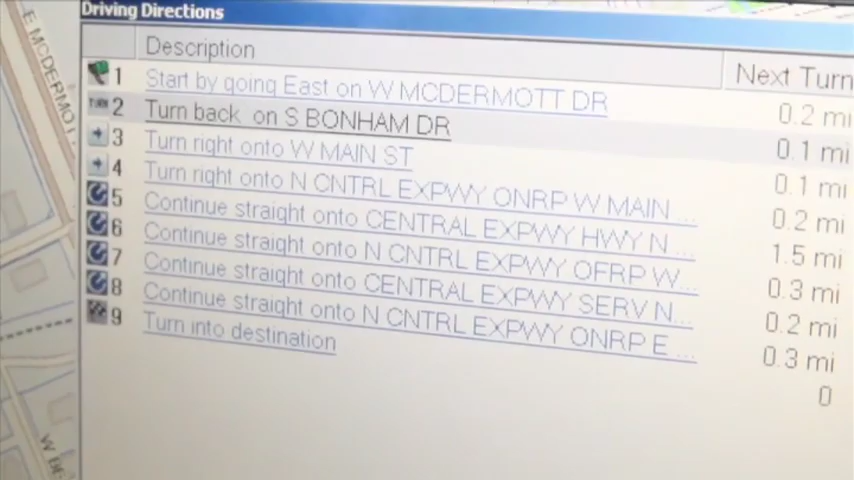 Driving Directions
Description Next Turn
1 Start by going East on W MCDERMOTT DR 0.2 mi
2 Turn back on S BONHAM DR 0.1 mi
3 Turn right onto W MAIN ST 0.1 mi
4 Turn right onto N CNTRL EXPWY ONRP W MAIN ... 0.2 mi
5 Continue straight onto CENTRAL EXPWY HWY N ... 1.5 mi
6 Continue straight onto N CNTRL EXPWY OFRP W... 0.3 mi
7 Continue straight onto CENTRAL EXPWY SERV N... 0.2 mi
8 Continue straight onto N CNTRL EXPWY ONRP E ... 0.3 mi
9 Turn into destination 0
E MCDERMOTT
W BE